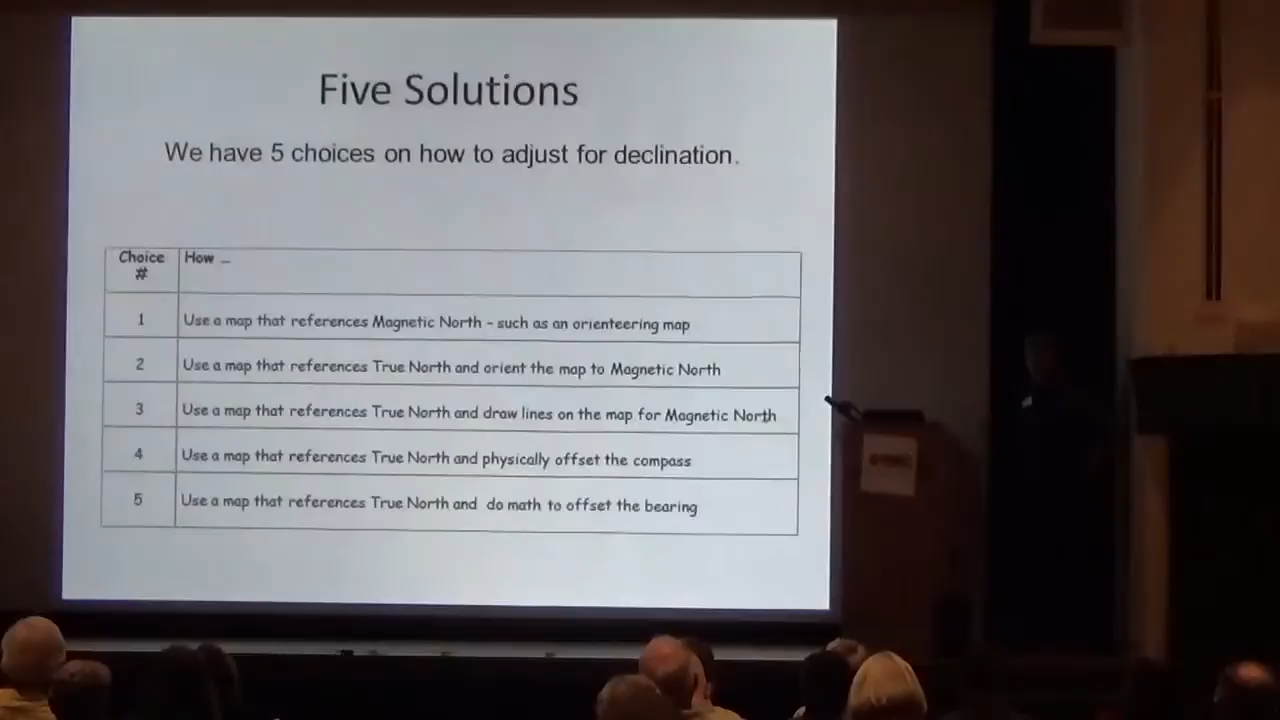 Five Solutions
We have 5 choices on how to adjust for declination.
Choice # How …
1 Use a map that references Magnetic North - such as an orienteering map
2 Use a map that references True North and orient the map to Magnetic North
3 Use a map that references True North and draw lines on the map for Magnetic North
4 Use a map that references True North and physically offset the compass
5 Use a map that references True North and do math to offset the bearing